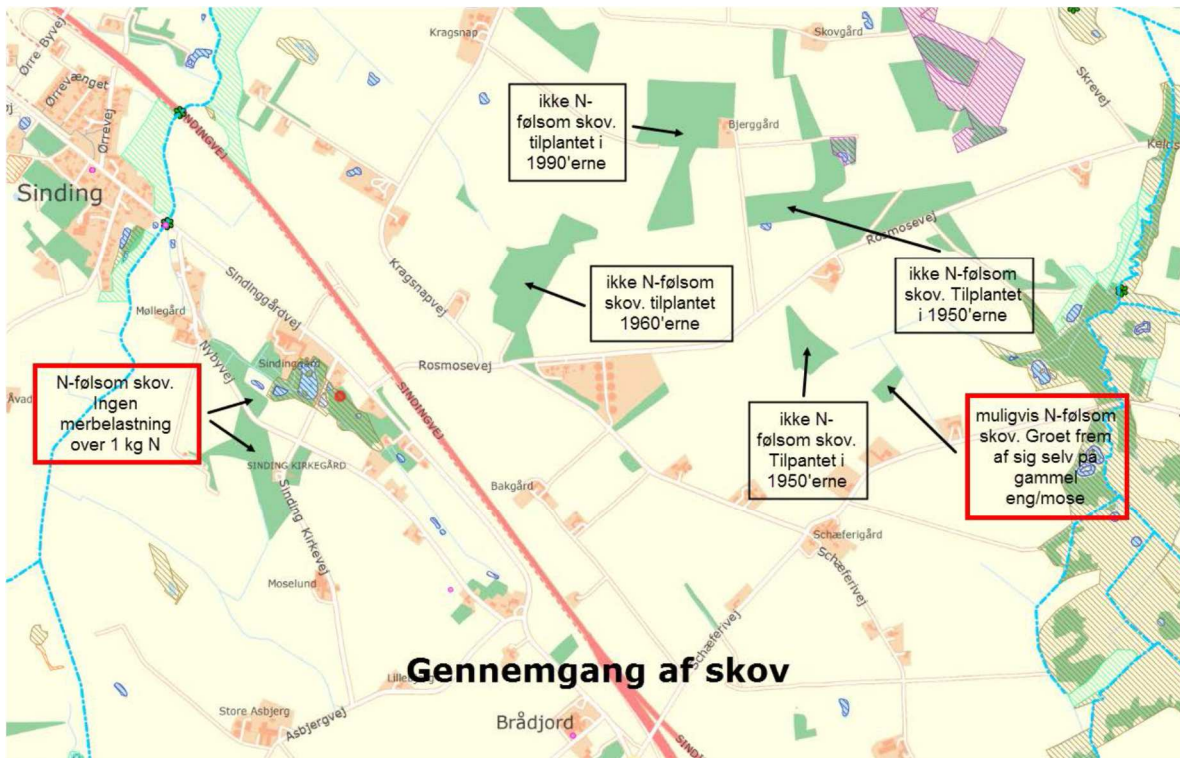 Ørre Byvej
Ørrevænget
Ørrevej
Sinding
SINDINGVEJ
Kragsnap
Skovgård
Skrevej
ikke N-
følsom skov.
tilplantet i
1990'erne
Bjerggård
Rosmosevej
Kragsnapvej
Sindinggårdvej
ikke N-følsom
skov. tilplantet
1960'erne
ikke N-følsom
skov. Tilplantet
i 1950'erne
Møllegård
Nybyvej
Sindinggård
Rosmosevej
SINDINGVEJ
N-følsom skov.
Ingen
merbelastning
over 1 kg N
SINDING KIRKEGÅRD
Sinding Kirkevej
ikke N-
følsom skov.
Tilpantet i
1950'erne
muligvis N-følsom
skov. Groet frem
af sig selv på
gammel
eng/mose
Bakgård
Schæferigård
Schæferivej
Moselund
Schæferivej
Gennemgang af skov
Store Asbjerg
Asbjergvej
Brådjord